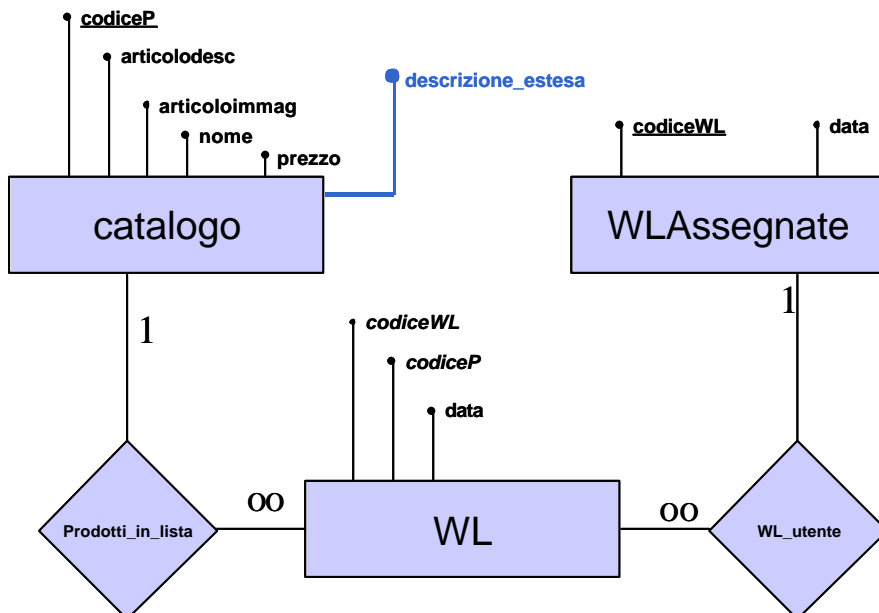 codiceP
articolodesc
descrizione_estesa
articoloimmag
nome
prezzo
codiceWL
data
catalogo
WLAssegnate
1
1
codiceWL
codiceP
data
Prodotti_in_lista
oo
WL
oo
WL_utente